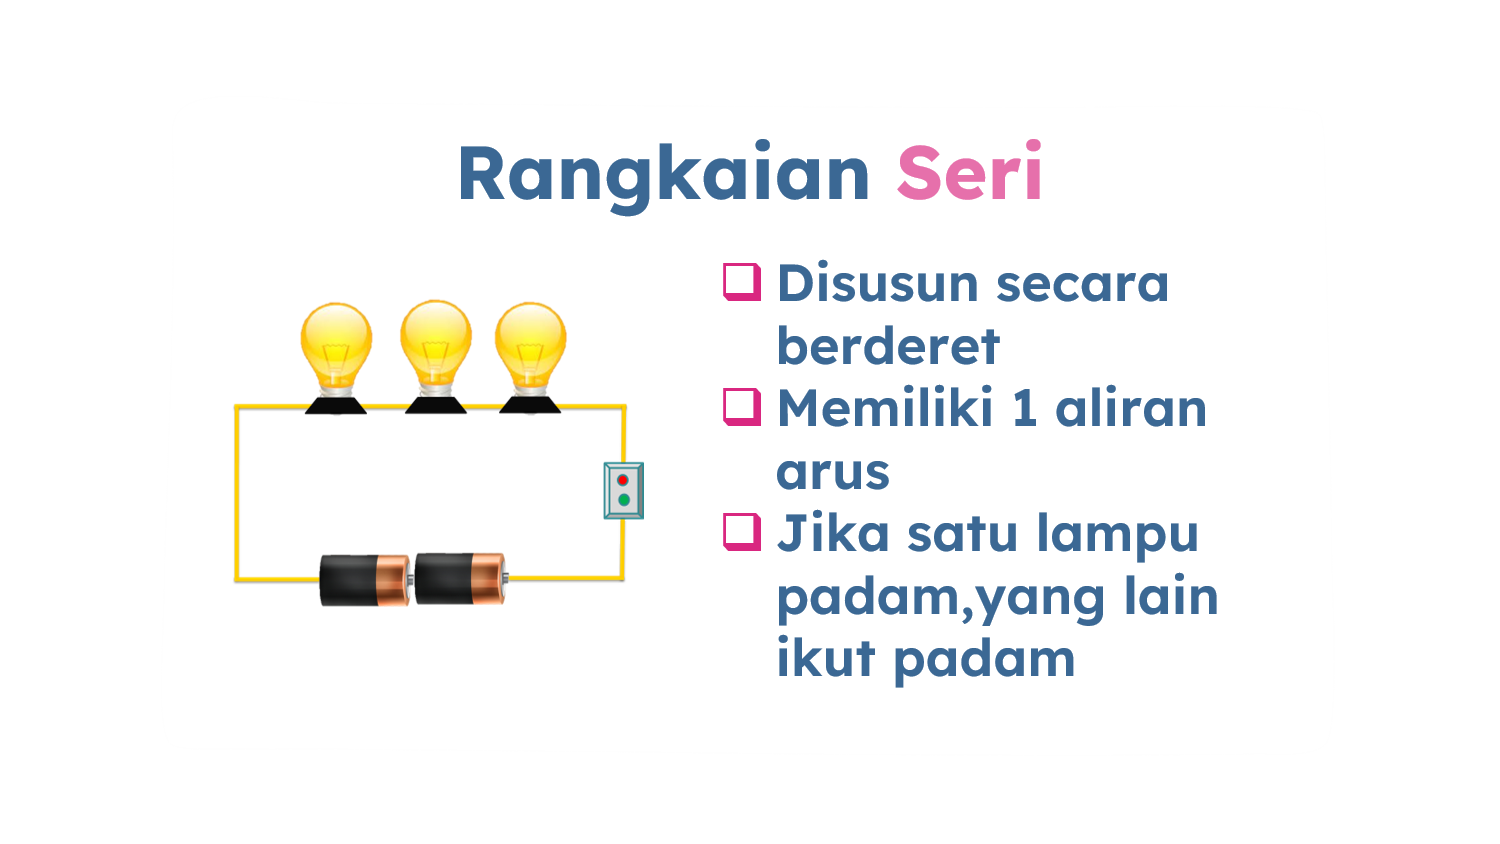 Rangkaian Seri
Disusun secara
berderet
Memiliki 1 aliran
arus
Jika satu lampu
padam,yang lain
ikut padam